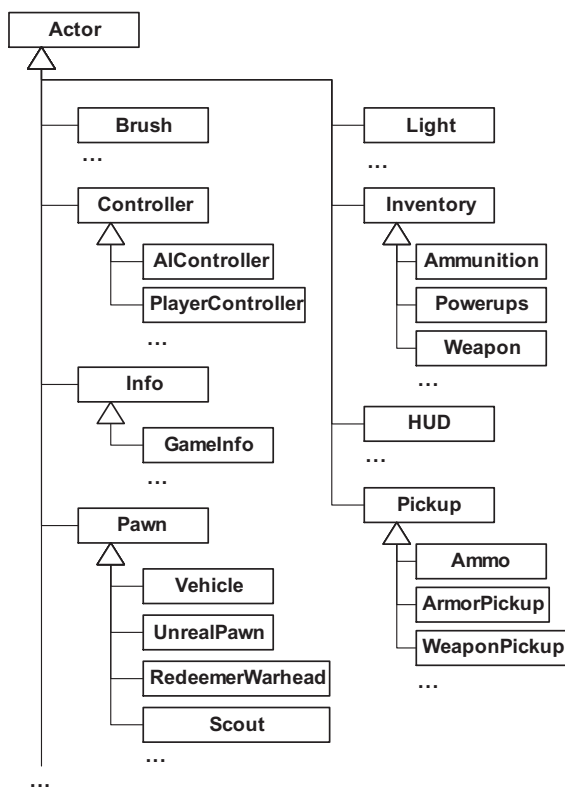 Actor
Brush
...
Controller
AIController
PlayerController
...
Info
GameInfo
...
Pawn
Vehicle
UnrealPawn
RedeemerWarhead
Scout
...
...
Light
...
Inventory
Ammunition
Powerups
Weapon
...
HUD
...
Pickup
Ammo
ArmorPickup
WeaponPickup
...